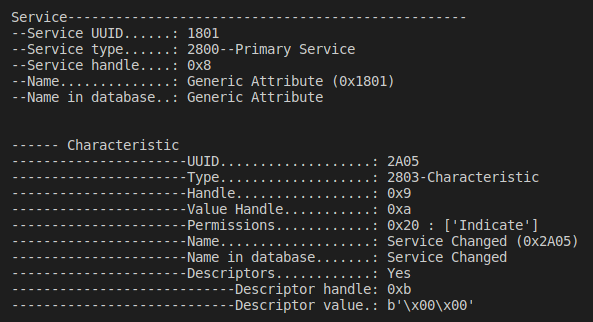 Service--------------------------------------------------
--Service UUID......: 1801
--Service type......: 2800--Primary Service
--Service handle....: 0x8
--Name..............: Generic Attribute (0x1801)
--Name in database..: Generic Attribute
------ Characteristic
----------------------UUID...................: 2A05
----------------------Type...................: 2803-Characteristic
----------------------Handle.................: 0x9
----------------------Value Handle...........: 0xa
----------------------Permissions............: 0x20 : ['Indicate']
----------------------Name...................: Service Changed (0x2A05)
----------------------Name in database.......: Service Changed
----------------------Descriptors............: Yes
----------------------------Descriptor handle: 0xb
----------------------------Descriptor value.: b'\x00\x00'